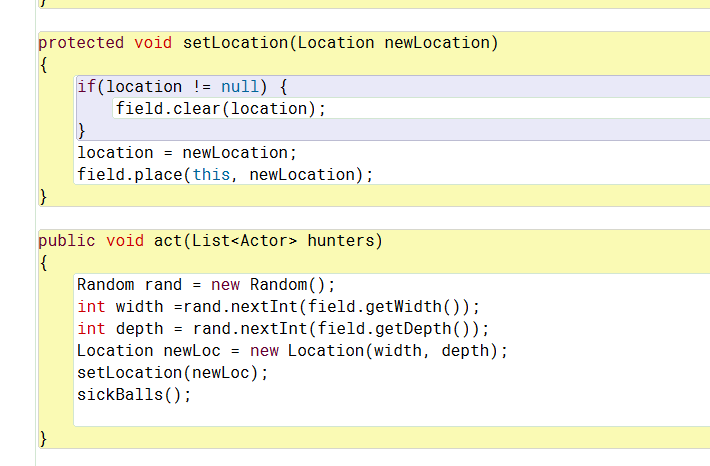 }
protected void setLocation(Location newLocation)
{
if(location != null) {
field.clear(location);
}
location = newLocation;
field.place(this, newLocation);
}
public void act(List<Actor> hunters)
{
Random rand = new Random();
int width =rand.nextInt(field.getWidth());
int depth = rand.nextInt(field.getDepth());
Location newLoc = new Location(width, depth);
setLocation(newLoc);
sickBalls();
}